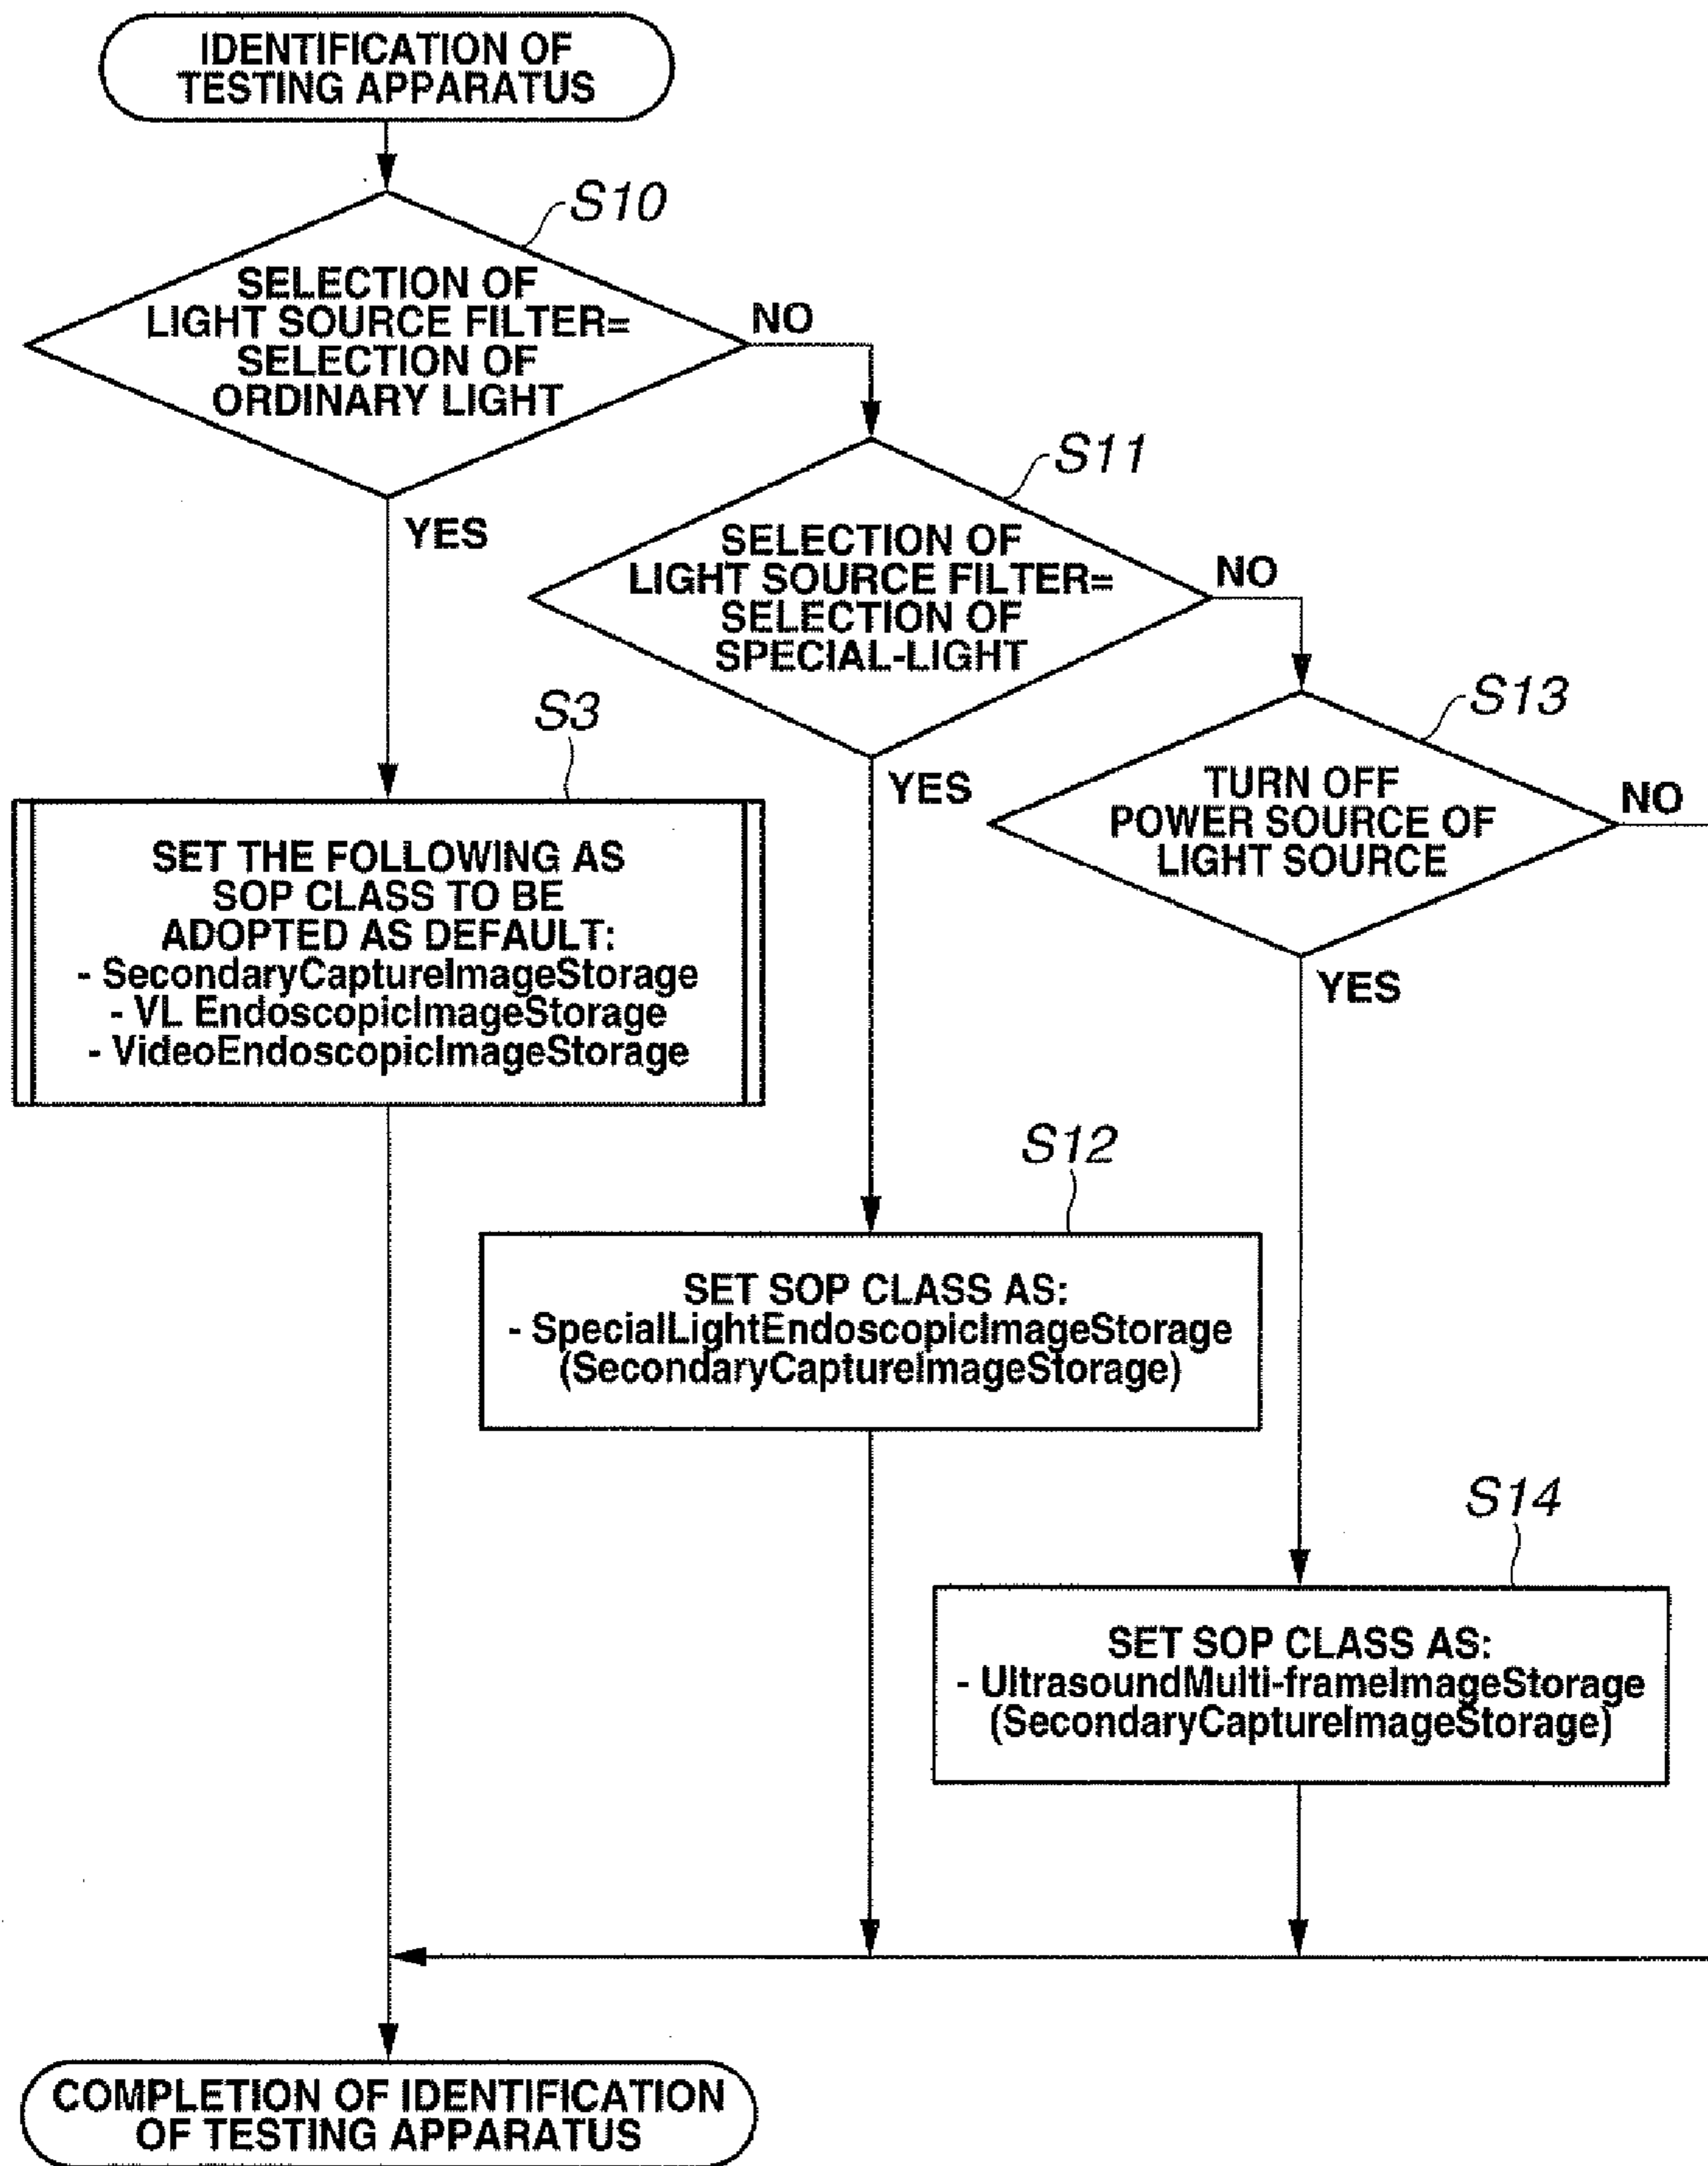 IDENTIFICATION OF
TESTING APPARATUS
S10
SELECTION OF
LIGHT SOURCE FILTER=
SELECTION OF
ORDINARY LIGHT
NO
YES
S11
SELECTION OF
LIGHT SOURCE FILTER=
SELECTION OF
SPECIAL-LIGHT
NO
YES
S13
TURN OFF
POWER SOURCE OF
LIGHT SOURCE
NO
YES
S3
SET THE FOLLOWING AS
SOP CLASS TO BE
ADOPTED AS DEFAULT:
- SecondaryCaptureImageStorage
- VL EndoscopicImageStorage
- VideoEndoscopicImageStorage
S12
SET SOP CLASS AS:
- SpecialLightEndoscopicImageStorage
(SecondaryCaptureImageStorage)
S14
SET SOP CLASS AS:
- UltrasoundMulti-frameImageStorage
(SecondaryCaptureImageStorage)
COMPLETION OF IDENTIFICATION
OF TESTING APPARATUS